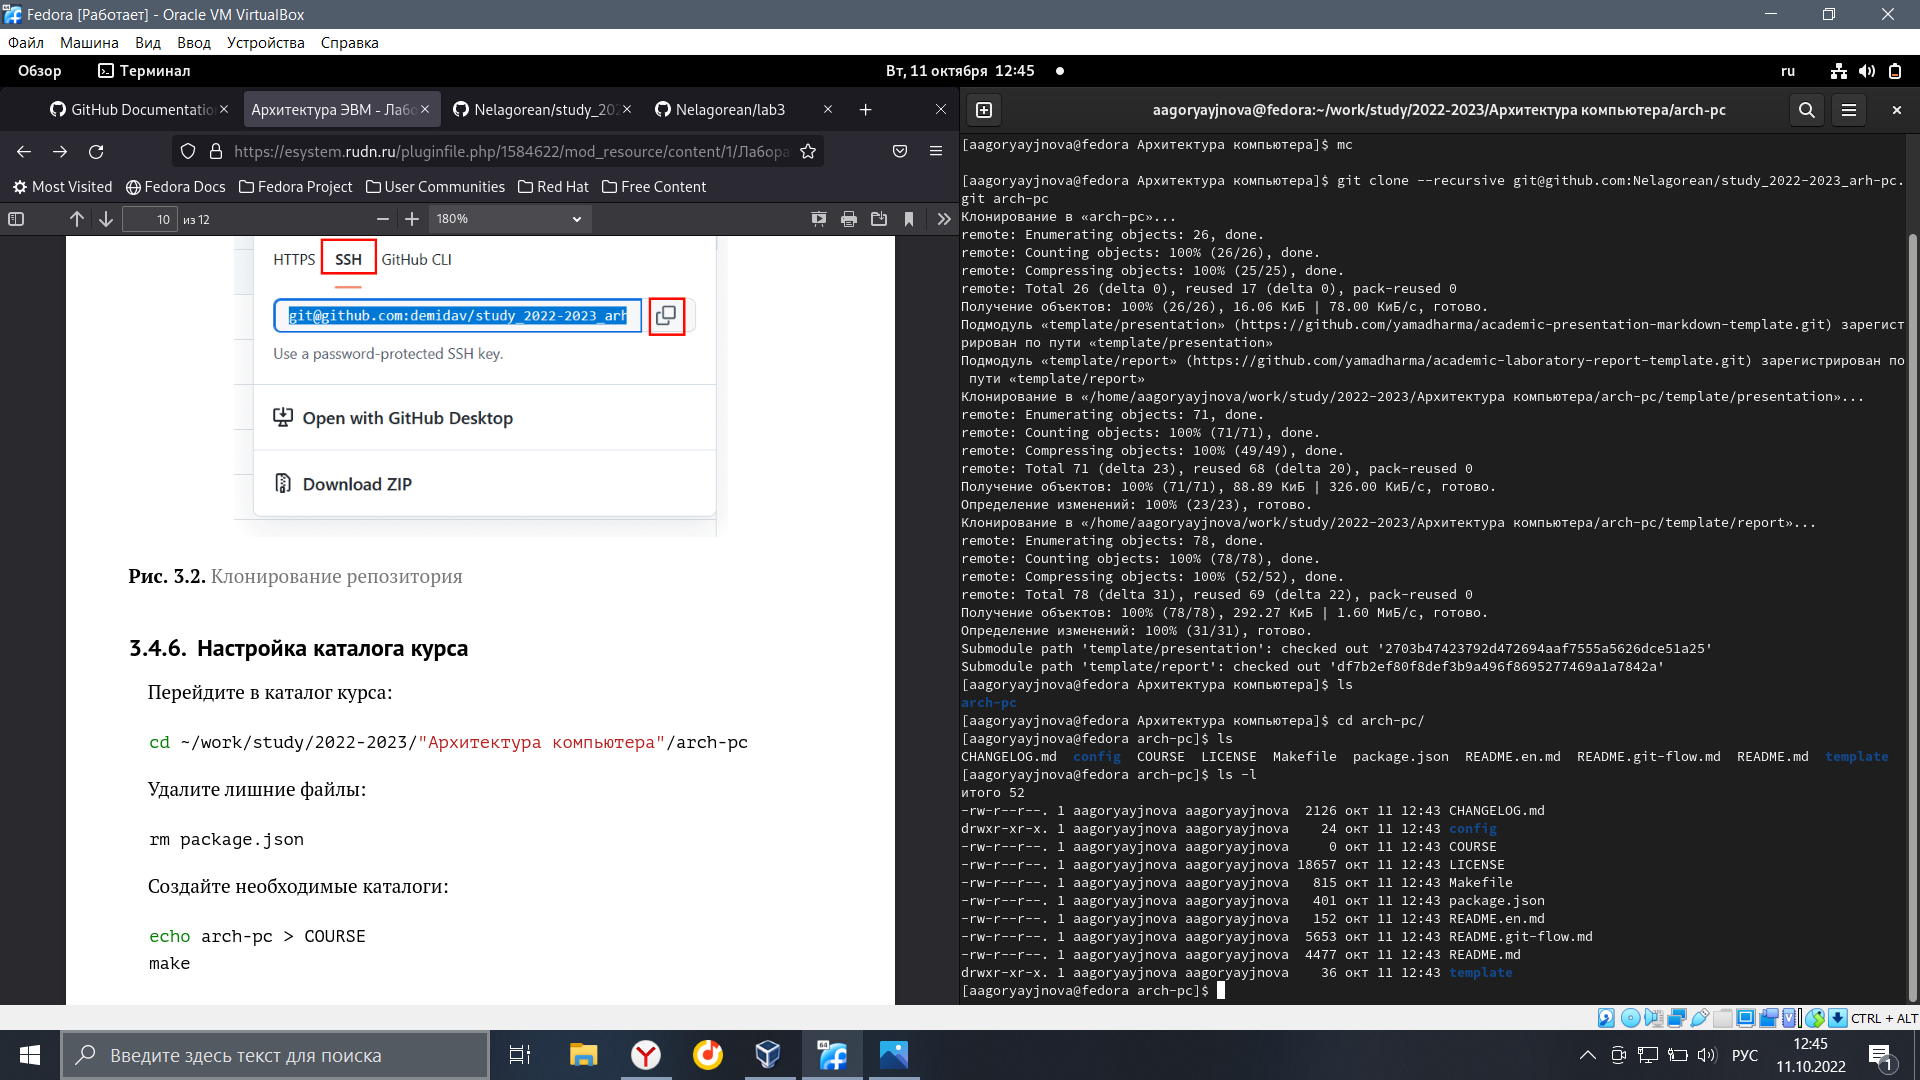 Fedora [Работает] - Oracle VM VirtualBox
Файл Машина Вид Ввод Устройства Справка
Обзор Терминал Вт, 11 октября 12:45 ru
GitHub Documentatio Архитектура ЭВМ - Лабо Nelagorean/study_202 Nelagorean/lab3
https://esystem.rudn.ru/pluginfile.php/1584622/mod_resource/content/1/Лабора
Most Visited Fedora Docs Fedora Project User Communities Red Hat Free Content
10 из 12 180%
HTTPS SSH GitHub CLI
git@github.com:demidav/study_2022-2023_arh
Use a password-protected SSH key.
Open with GitHub Desktop
Download ZIP
Рис. 3.2. Клонирование репозитория
3.4.6. Настройка каталога курса
Перейдите в каталог курса:
cd ~/work/study/2022-2023/"Архитектура компьютера"/arch-pc
Удалите лишние файлы:
rm package.json
Создайте необходимые каталоги:
echo arch-pc > COURSE
make
aagoryayjnova@fedora:~/work/study/2022-2023/Архитектура компьютера/arch-pc
[aagoryayjnova@fedora Архитектура компьютера]$ mc
[aagoryayjnova@fedora Архитектура компьютера]$ git clone --recursive git@github.com:Nelagorean/study_2022-2023_arh-pc.
git arch-pc
Клонирование в «arch-pc»...
remote: Enumerating objects: 26, done.
remote: Counting objects: 100% (26/26), done.
remote: Compressing objects: 100% (25/25), done.
remote: Total 26 (delta 0), reused 17 (delta 0), pack-reused 0
Получение объектов: 100% (26/26), 16.06 КиБ | 78.00 КиБ/с, готово.
Подмодуль «template/presentation» (https://github.com/yamadharma/academic-presentation-markdown-template.git) зарегист
рирован по пути «template/presentation»
Подмодуль «template/report» (https://github.com/yamadharma/academic-laboratory-report-template.git) зарегистрирован по
пути «template/report»
Клонирование в «/home/aagoryayjnova/work/study/2022-2023/Архитектура компьютера/arch-pc/template/presentation»...
remote: Enumerating objects: 71, done.
remote: Counting objects: 100% (71/71), done.
remote: Compressing objects: 100% (49/49), done.
remote: Total 71 (delta 23), reused 68 (delta 20), pack-reused 0
Получение объектов: 100% (71/71), 88.89 КиБ | 326.00 КиБ/с, готово.
Определение изменений: 100% (23/23), готово.
Клонирование в «/home/aagoryayjnova/work/study/2022-2023/Архитектура компьютера/arch-pc/template/report»...
remote: Enumerating objects: 78, done.
remote: Counting objects: 100% (78/78), done.
remote: Compressing objects: 100% (52/52), done.
remote: Total 78 (delta 31), reused 69 (delta 22), pack-reused 0
Получение объектов: 100% (78/78), 292.27 КиБ | 1.60 МиБ/с, готово.
Определение изменений: 100% (31/31), готово.
Submodule path 'template/presentation': checked out '2703b47423792d472694aaf7555a5626dce51a25'
Submodule path 'template/report': checked out 'df7b2ef80f8def3b9a496f8695277469a1a7842a'
[aagoryayjnova@fedora Архитектура компьютера]$ ls
arch-pc
[aagoryayjnova@fedora Архитектура компьютера]$ cd arch-pc/
[aagoryayjnova@fedora arch-pc]$ ls
CHANGELOG.md config COURSE LICENSE Makefile package.json README.en.md README.git-flow.md README.md template
[aagoryayjnova@fedora arch-pc]$ ls -l
итого 52
-rw-r--r--. 1 aagoryayjnova aagoryayjnova 2126 окт 11 12:43 CHANGELOG.md
drwxr-xr-x. 1 aagoryayjnova aagoryayjnova 24 окт 11 12:43 config
-rw-r--r--. 1 aagoryayjnova aagoryayjnova 0 окт 11 12:43 COURSE
-rw-r--r--. 1 aagoryayjnova aagoryayjnova 18657 окт 11 12:43 LICENSE
-rw-r--r--. 1 aagoryayjnova aagoryayjnova 815 окт 11 12:43 Makefile
-rw-r--r--. 1 aagoryayjnova aagoryayjnova 401 окт 11 12:43 package.json
-rw-r--r--. 1 aagoryayjnova aagoryayjnova 152 окт 11 12:43 README.en.md
-rw-r--r--. 1 aagoryayjnova aagoryayjnova 5653 окт 11 12:43 README.git-flow.md
-rw-r--r--. 1 aagoryayjnova aagoryayjnova 4477 окт 11 12:43 README.md
drwxr-xr-x. 1 aagoryayjnova aagoryayjnova 36 окт 11 12:43 template
[aagoryayjnova@fedora arch-pc]$
CTRL + ALT
Введите здесь текст для поиска
64
РУС
12:45
11.10.2022
1